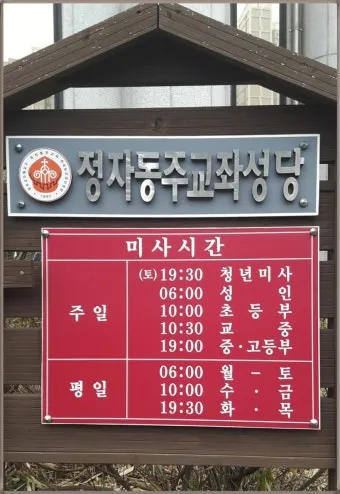 정자동주교좌성당
미사시간
주일
(토)19:30 청년미사
06:00 성 인
10:00 초등부
10:30 교 중
19:00 중·고등부
평일
06:00 월 - 토
10:00 수 · 금
19:30 화 · 목